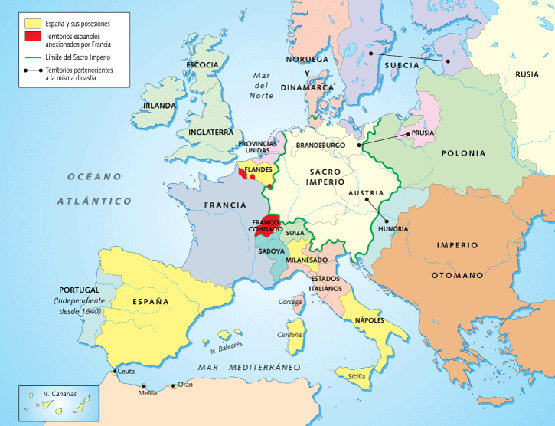 España y sus posesiones
Territorios españoles
anexionados por Francia
Límite del Sacro Imperio
Territorios pertenecientes
a la misma dinastía
NORUEGA
Y
DINAMARCA
SUECIA
RUSIA
ESCOCIA
Mar
del
Norte
IRLANDA
INGLATERRA
PROVINCIAS
UNIDAS
BRANDEBURGO
PRUSIA
POLONIA
FLANDES
SACRO
IMPERIO
OCÉANO
ATLÁNTICO
FRANCIA
AUSTRIA
FRANCO
CONDADO
SUIZA
HUNGRÍA
SABOYA
MILANESADO
IMPERIO
OTOMANO
ESTADOS
ITALIANOS
PORTUGAL
(Independiente
desde 1640)
ESPAÑA
Córcega
NÁPOLES
Cerdeña
Is. Baleares
MAR MEDITERRÁNEO
Sicilia
Ceuta
Melilla
Orán
Is. Canarias